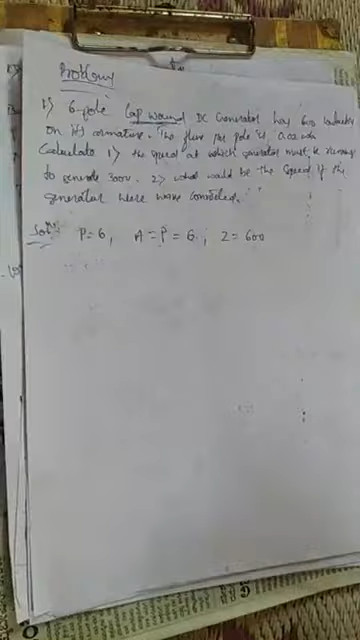 Problem
1) 6-pole Lap wound DC Generator has 600 conductors
on its armature. The flux per pole is 0.02 wb
Calculate 1) the speed at which generator must be running
to generate 300v. 2) what would be the speed if the
generator were wave connected.
Soln:- P=6, A=P=6, Z=600